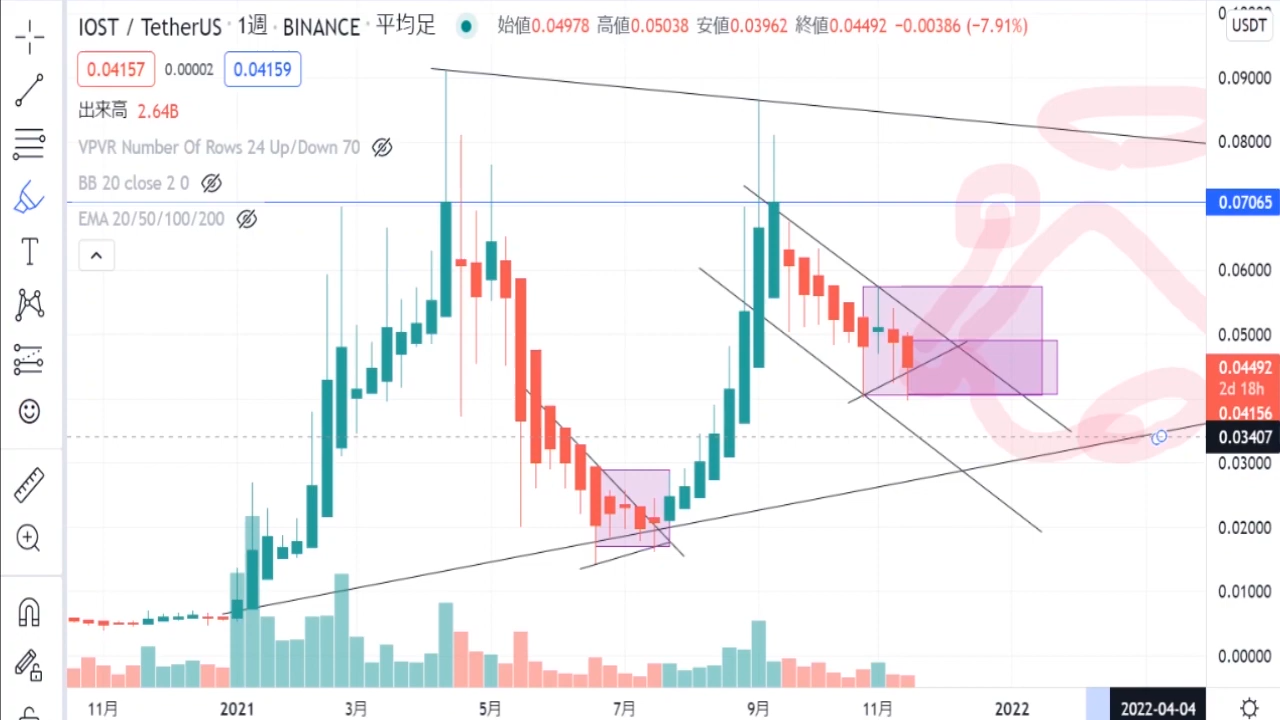 IOST / TetherUS · 1週 · BINANCE · 平均足 始値0.04978 高値0.05038 安値0.03962 終値0.04492 −0.00386 (−7.91%)
USDT
0.04157 0.00002 0.04159
出来高 2.64B
VPVR Number Of Rows 24 Up/Down 70
BB 20 close 2 0
EMA 20/50/100/200
T
0.09000
0.08000
0.07065
0.06000
0.05000
0.04492
2d 18h
0.04156
0.03407
0.03000
0.02000
0.01000
0.00000
11月 2021 3月 5月 7月 9月 11月 2022 2022-04-04